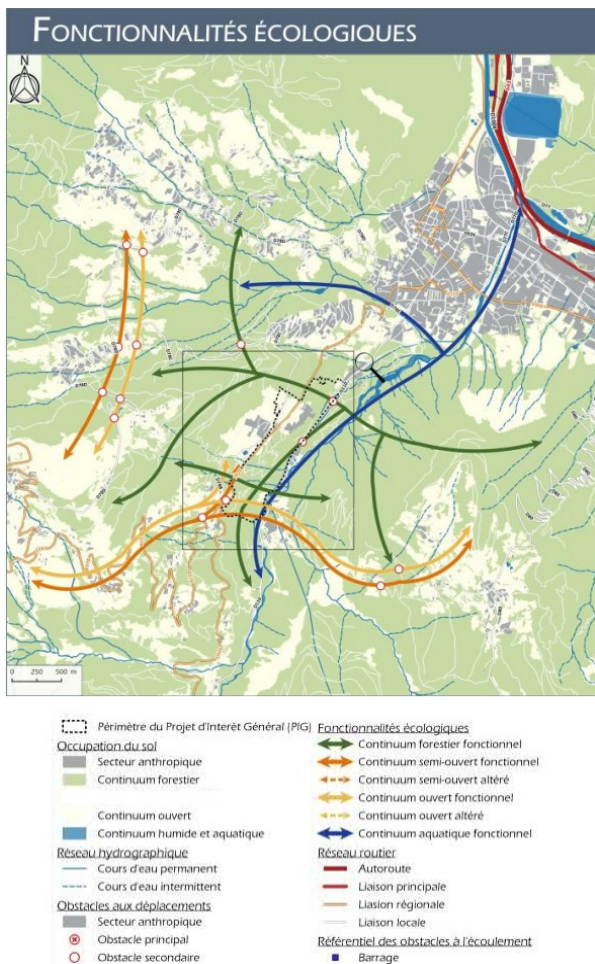 FONCTIONNALITÉS ÉCOLOGIQUES
N
0 250 500 m
Périmètre du Projet d'Interêt Général (PIG)
Occupation du sol
Secteur anthropique
Continuum forestier
Continuum ouvert
Continuum humide et aquatique
Réseau hydrographique
Cours d'eau permanent
Cours d'eau intermittent
Obstacles aux déplacements
Secteur anthropique
Obstacle principal
Obstacle secondaire
Fonctionnalités écologiques
Continuum forestier fonctionnel
Continuum semi-ouvert fonctionnel
Continuum semi-ouvert altéré
Continuum ouvert fonctionnel
Continuum ouvert altéré
Continuum aquatique fonctionnel
Réseau routier
Autoroute
Liaison principale
Liasion régionale
Liaison locale
Référentiel des obstacles à l'écoulement
Barrage